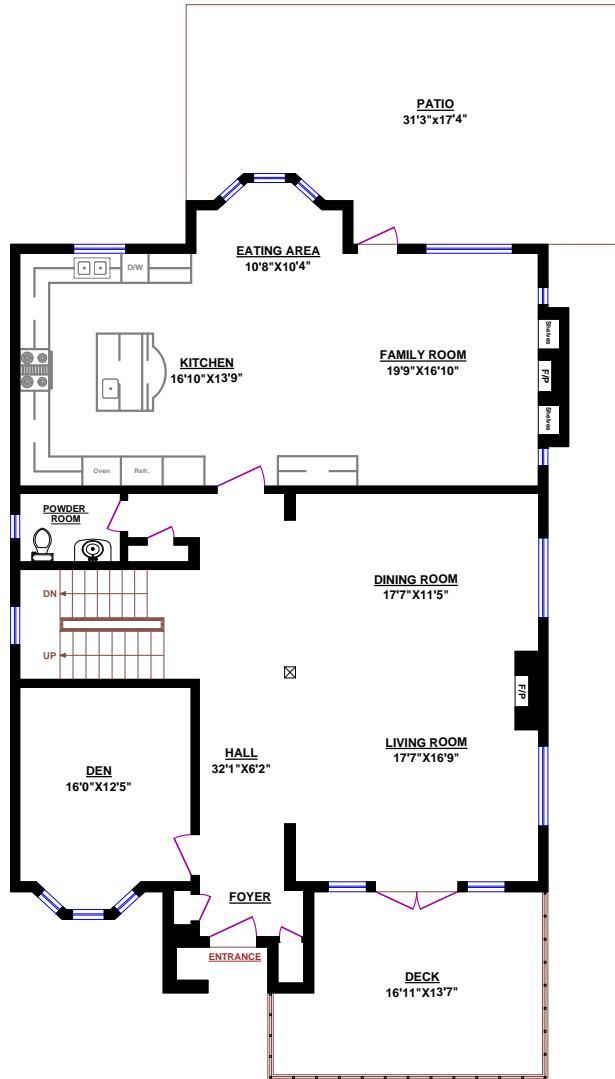 PATIO
31'3"x17'4"
EATING AREA
10'8"X10'4"
D/W
KITCHEN
16'10"X13'9"
FAMILY ROOM
19'9"X16'10"
Shelves
F/P
Shelves
Oven
Refr.
POWDER
ROOM
DN
UP
DINING ROOM
17'7"X11'5"
F/P
LIVING ROOM
17'7"X16'9"
HALL
32'1"X6'2"
DEN
16'0"X12'5"
FOYER
ENTRANCE
DECK
16'11"X13'7"